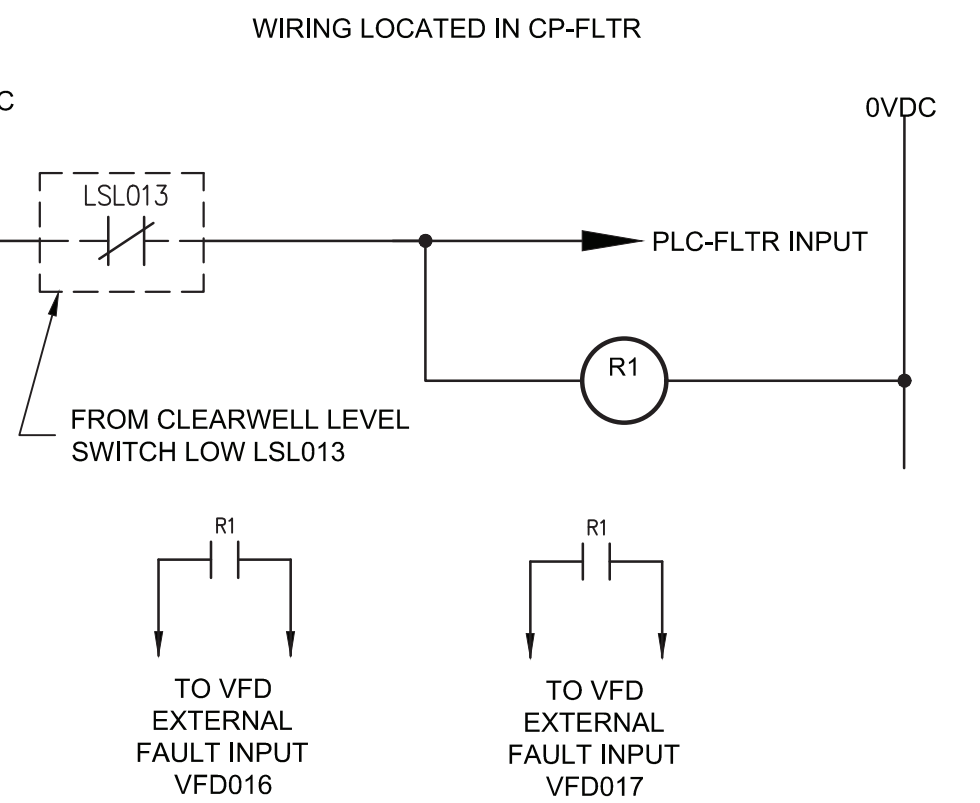 WIRING LOCATED IN CP-FLTR
C
0VDC
LSL013
PLC-FLTR INPUT
R1
FROM CLEARWELL LEVEL
SWITCH LOW LSL013
R1
TO VFD
EXTERNAL
FAULT INPUT
VFD016
R1
TO VFD
EXTERNAL
FAULT INPUT
VFD017